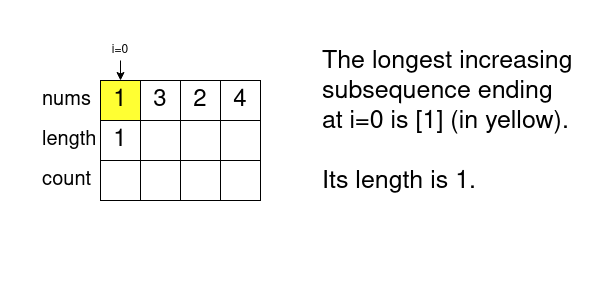 i=0
nums 1 3 2 4
length 1
count
The longest increasing
subsequence ending
at i=0 is [1] (in yellow).
Its length is 1.